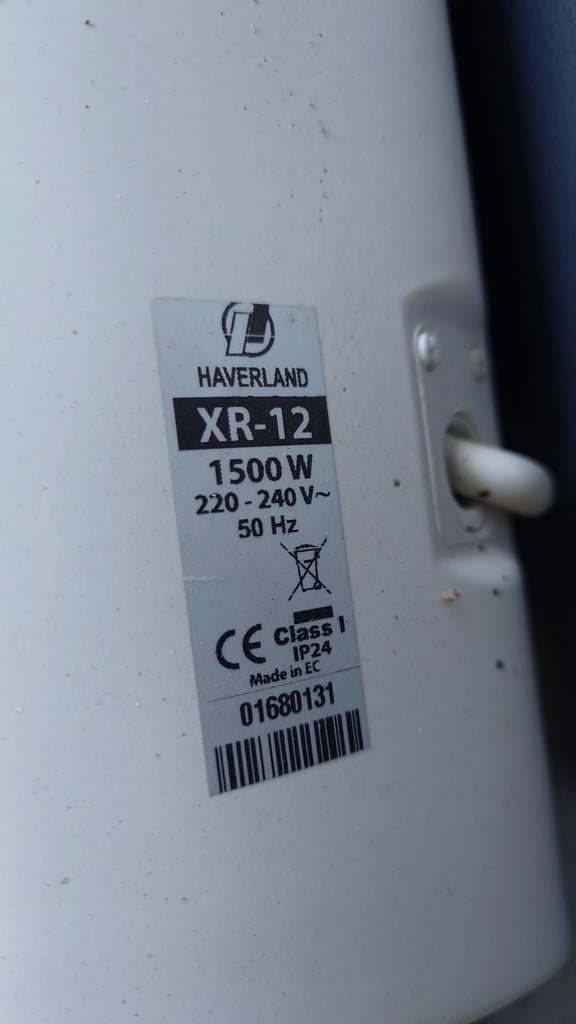 HAVERLAND
XR-12
1500 W
220 - 240 V~
50 Hz
CE Class I
IP24
Made in EC
01680131